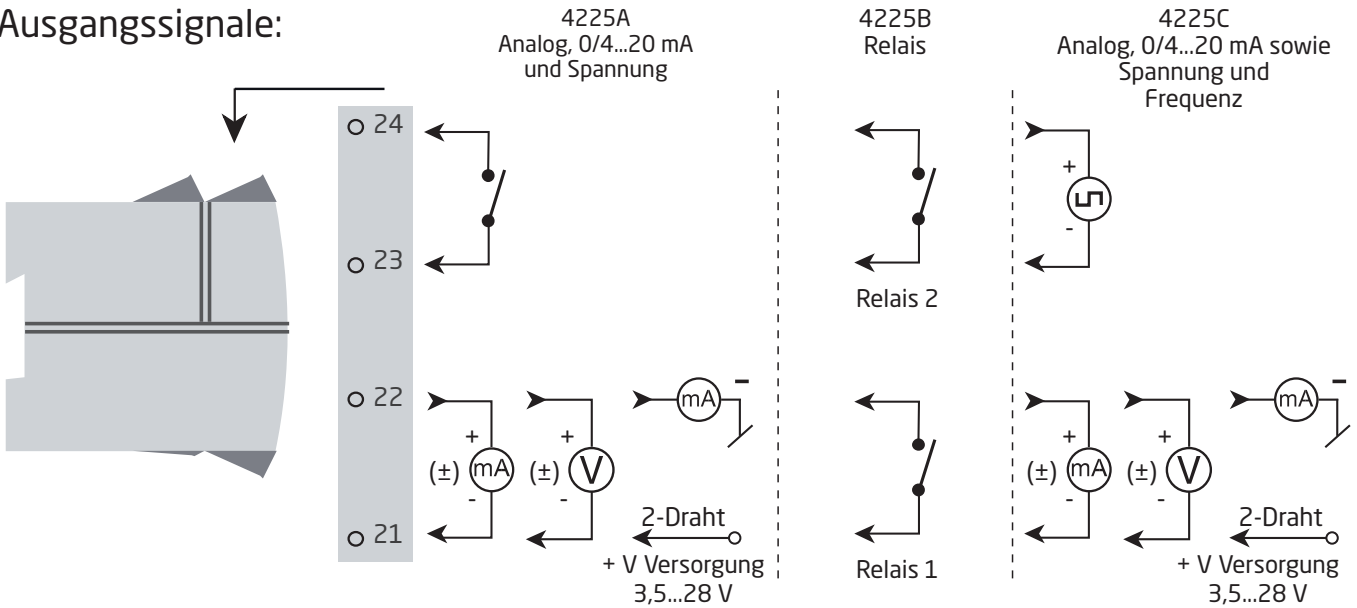 Ausgangssignale:
4225A
Analog, 0/4...20 mA
und Spannung
4225B
Relais
4225C
Analog, 0/4...20 mA sowie
Spannung und
Frequenz
24
23
22
21
+
-
(±)
mA
+
-
(±)
V
mA
-
2-Draht
+ V Versorgung
3,5...28 V
Relais 2
Relais 1
+
-
+
-
(±)
mA
+
-
(±)
V
mA
-
2-Draht
+ V Versorgung
3,5...28 V